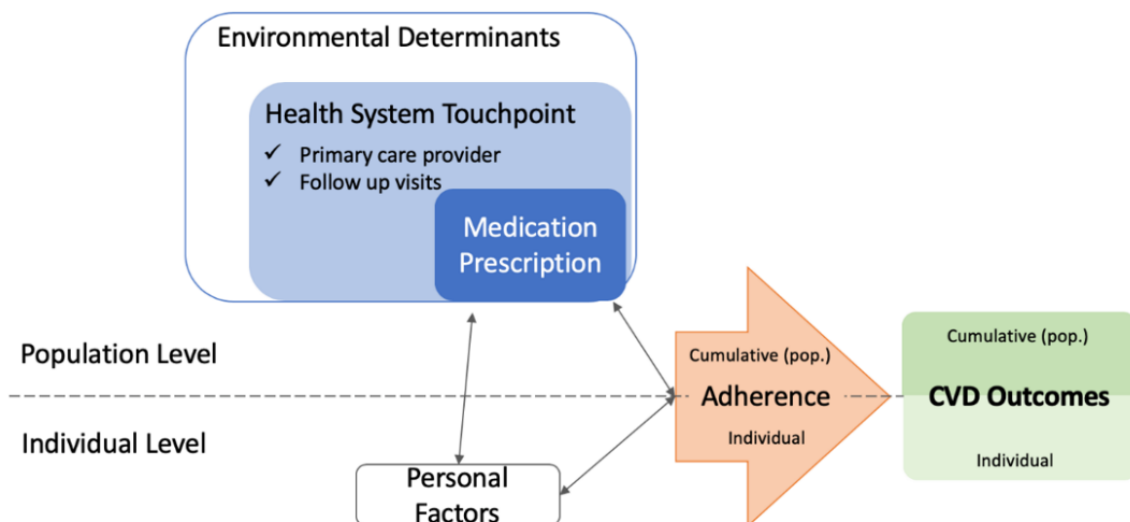 Environmental Determinants
Health System Touchpoint
✓ Primary care provider
✓ Follow up visits
Medication
Prescription
Population Level
Individual Level
Personal
Factors
Cumulative (pop.)
Adherence
Individual
Cumulative (pop.)
CVD Outcomes
Individual